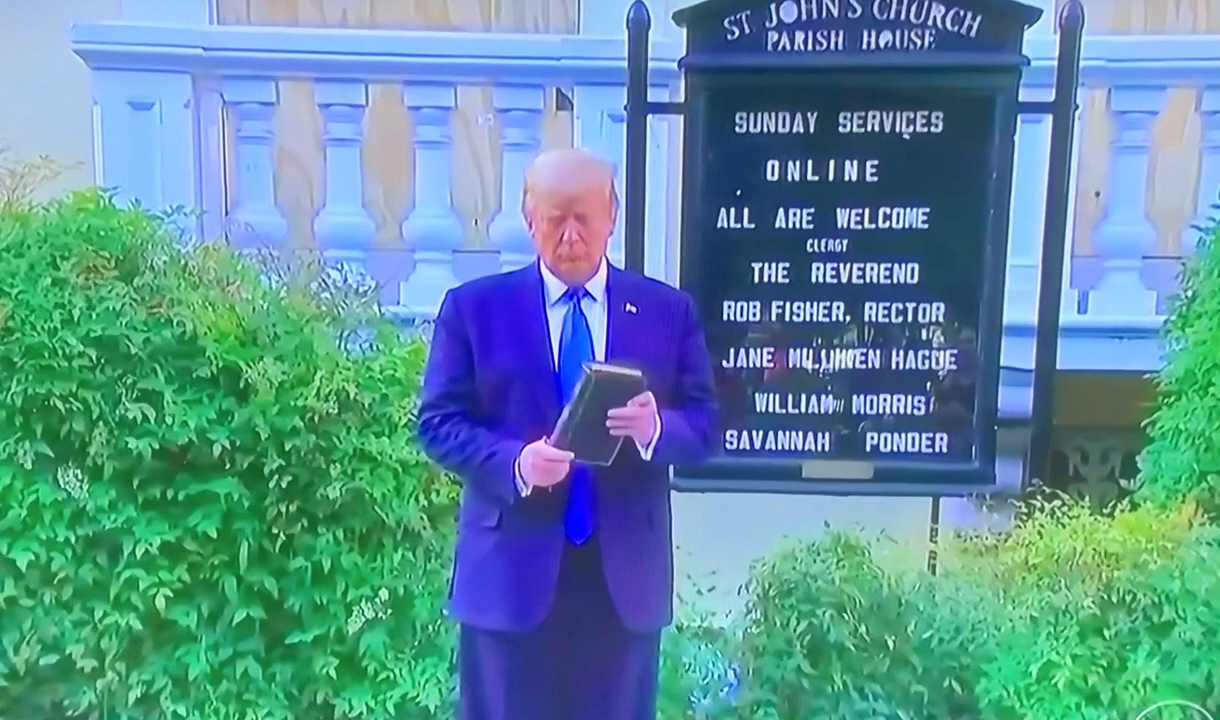 ST. JOHN'S CHURCH
PARISH HOUSE
SUNDAY SERVICES
ONLINE
ALL ARE WELCOME
CLERGY
THE REVEREND
ROB FISHER, RECTOR
JANE HAGUE
WILLIAM MORRIS
SAVANNAH PONDER